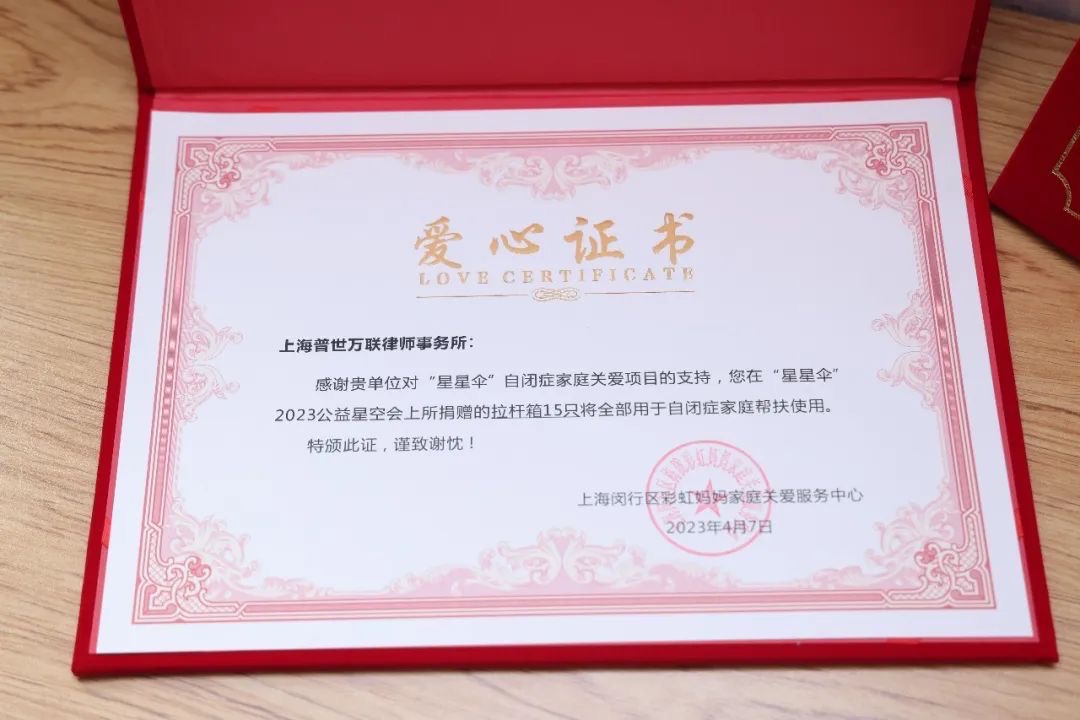 爱心证书
LOVE CERTIFICATE
上海普世万联律师事务所：
感谢贵单位对“星星伞”自闭症家庭关爱项目的支持，您在“星星伞”
2023公益星空会上所捐赠的拉杆箱15只将全部用于自闭症家庭帮扶使用。
特颁此证，谨致谢忱！
上海闵行区彩虹妈妈家庭关爱服务中心
2023年4月7日